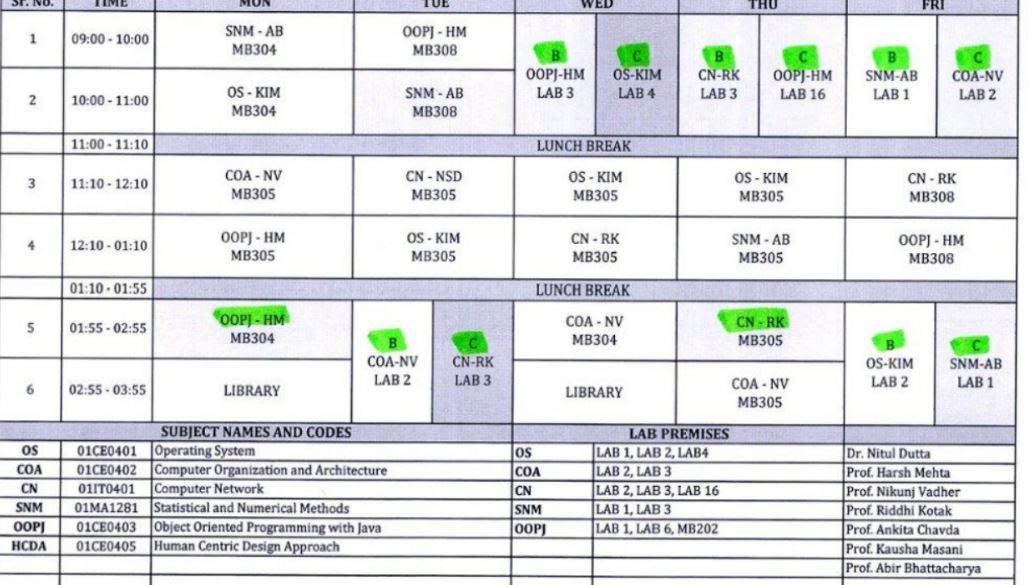 Sr. No. TIME MON TUE WED THU FRI
1 09:00 - 10:00 SNM - AB MB304 OOPJ - HM MB308
B OOPJ-HM LAB 3
C OS-KIM LAB 4
B CN-RK LAB 3
C OOPJ-HM LAB 16
B SNM-AB LAB 1
C COA-NV LAB 2
2 10:00 - 11:00 OS - KIM MB304 SNM - AB MB308
11:00 - 11:10 LUNCH BREAK
3 11:10 - 12:10 COA - NV MB305 CN - NSD MB305 OS - KIM MB305 OS - KIM MB305 CN - RK MB308
4 12:10 - 01:10 OOPJ - HM MB305 OS - KIM MB305 CN - RK MB305 SNM - AB MB305 OOPJ - HM MB308
01:10 - 01:55 LUNCH BREAK
5 01:55 - 02:55 OOPJ - HM MB304
B COA-NV LAB 2
C CN-RK LAB 3
COA - NV MB304 CN - RK MB305
B OS-KIM LAB 2
C SNM-AB LAB 1
6 02:55 - 03:55 LIBRARY LIBRARY COA - NV MB305
SUBJECT NAMES AND CODES LAB PREMISES
OS 01CE0401 Operating System OS LAB 1, LAB 2, LAB4 Dr. Nitul Dutta
COA 01CE0402 Computer Organization and Architecture COA LAB 2, LAB 3 Prof. Harsh Mehta
CN 01IT0401 Computer Network CN LAB 2, LAB 3, LAB 16 Prof. Nikunj Vadher
SNM 01MA1281 Statistical and Numerical Methods SNM LAB 1, LAB 3 Prof. Riddhi Kotak
OOPJ 01CE0403 Object Oriented Programming with Java OOPJ LAB 1, LAB 6, MB202 Prof. Ankita Chavda
HCDA 01CE0405 Human Centric Design Approach Prof. Kausha Masani
Prof. Abir Bhattacharya